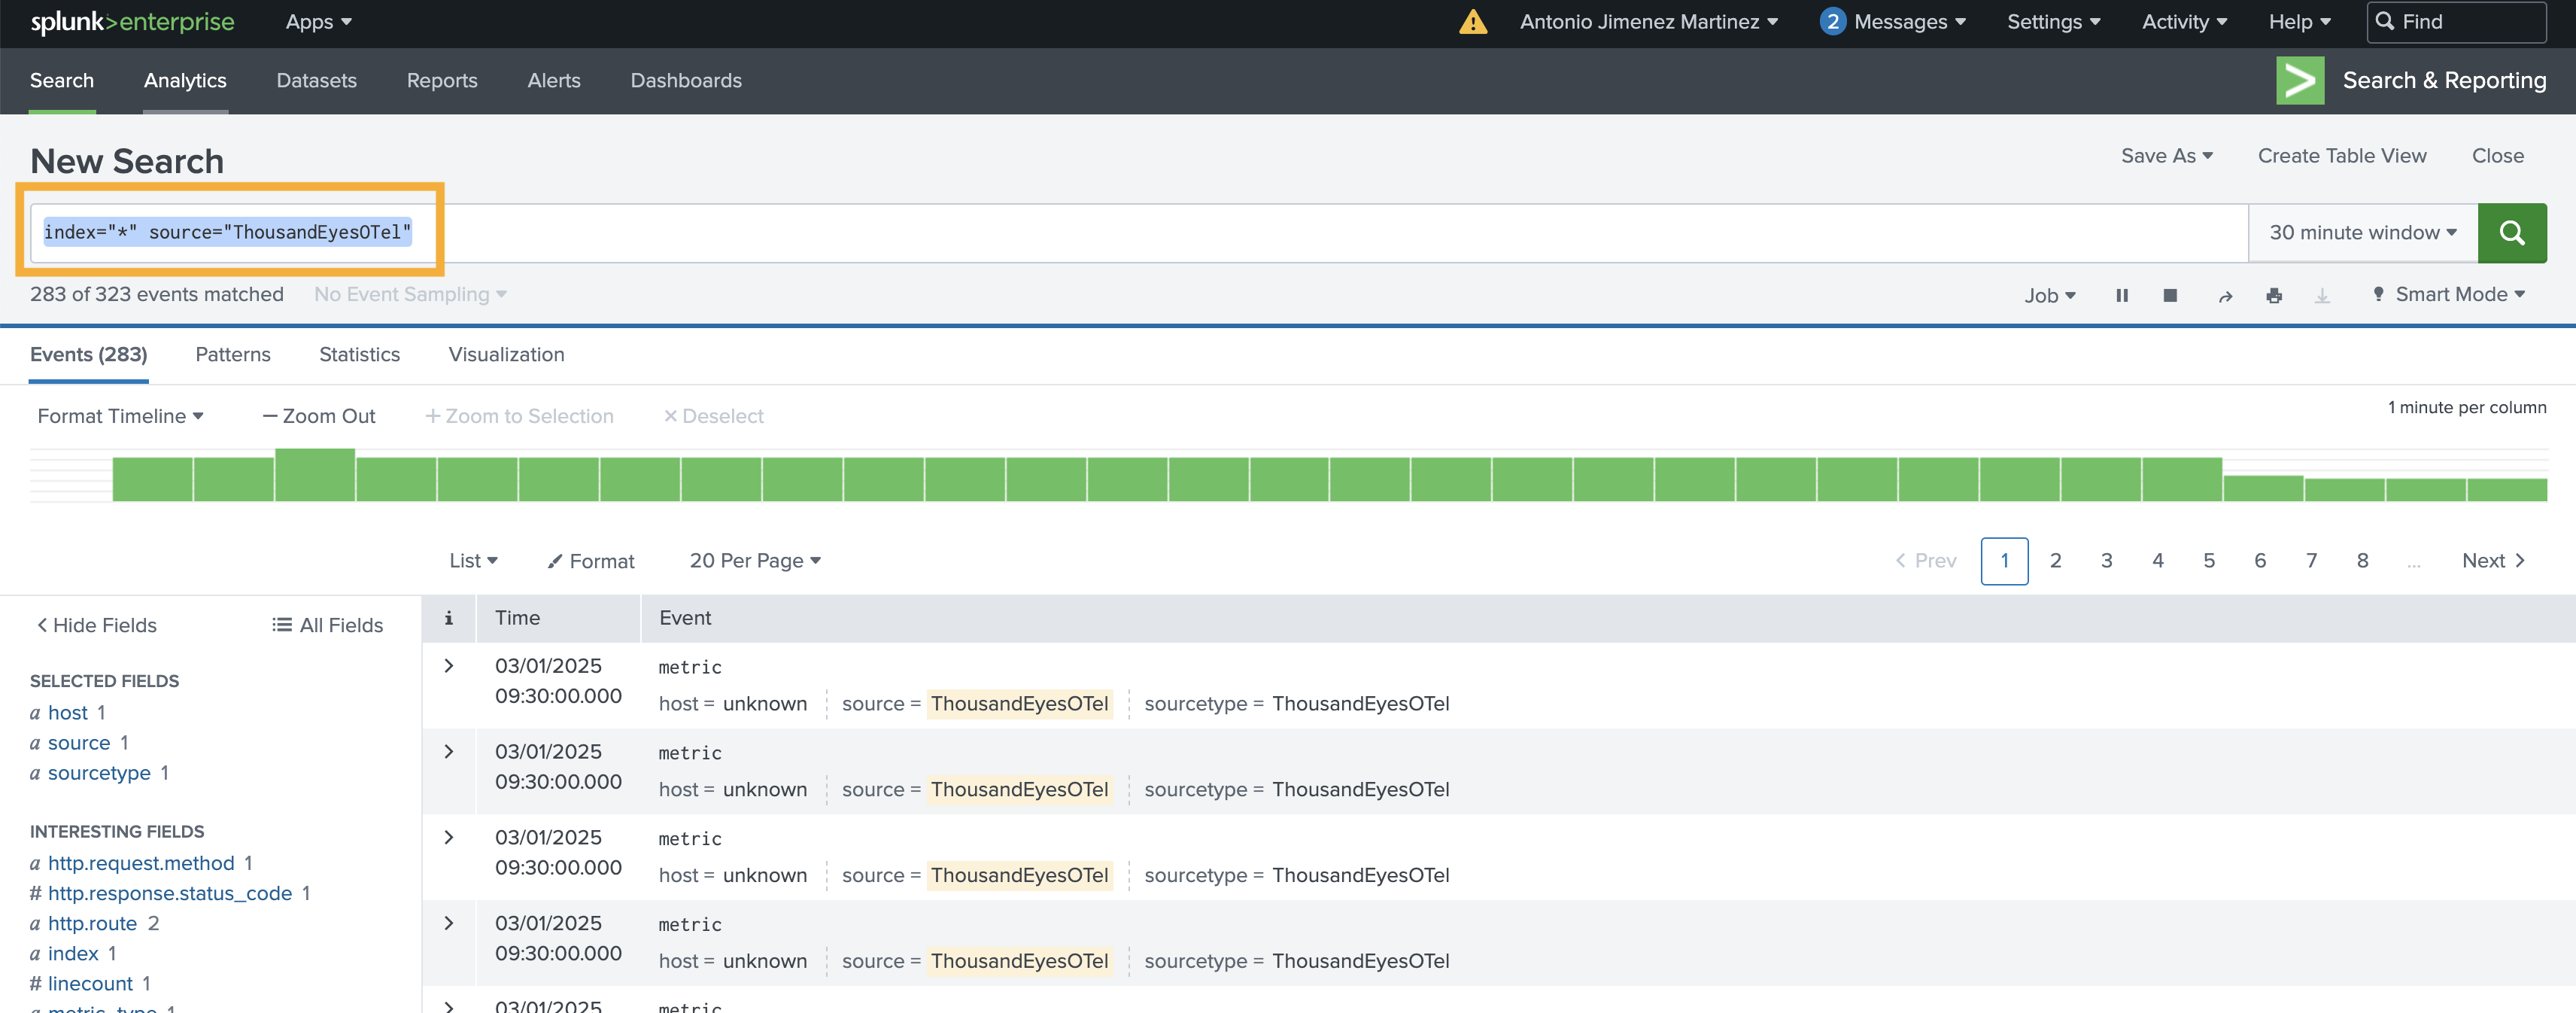 splunk>enterprise Apps Antonio Jimenez Martinez 2 Messages Settings Activity Help Find
Search Analytics Datasets Reports Alerts Dashboards Search & Reporting
New Search Save As Create Table View Close
index="*" source="ThousandEyesOTel" 30 minute window
283 of 323 events matched No Event Sampling Job Smart Mode
Events (283) Patterns Statistics Visualization
Format Timeline — Zoom Out + Zoom to Selection × Deselect 1 minute per column
List Format 20 Per Page < Prev 1 2 3 4 5 6 7 8 ... Next >
< Hide Fields All Fields
SELECTED FIELDS
a host 1
a source 1
a sourcetype 1
INTERESTING FIELDS
a http.request.method 1
# http.response.status_code 1
a http.route 2
a index 1
# linecount 1
a metric_type 1
i Time Event
> 03/01/2025 metric
09:30:00.000 host = unknown source = ThousandEyesOTel sourcetype = ThousandEyesOTel
> 03/01/2025 metric
09:30:00.000 host = unknown source = ThousandEyesOTel sourcetype = ThousandEyesOTel
> 03/01/2025 metric
09:30:00.000 host = unknown source = ThousandEyesOTel sourcetype = ThousandEyesOTel
> 03/01/2025 metric
09:30:00.000 host = unknown source = ThousandEyesOTel sourcetype = ThousandEyesOTel
> 03/01/2025 metric